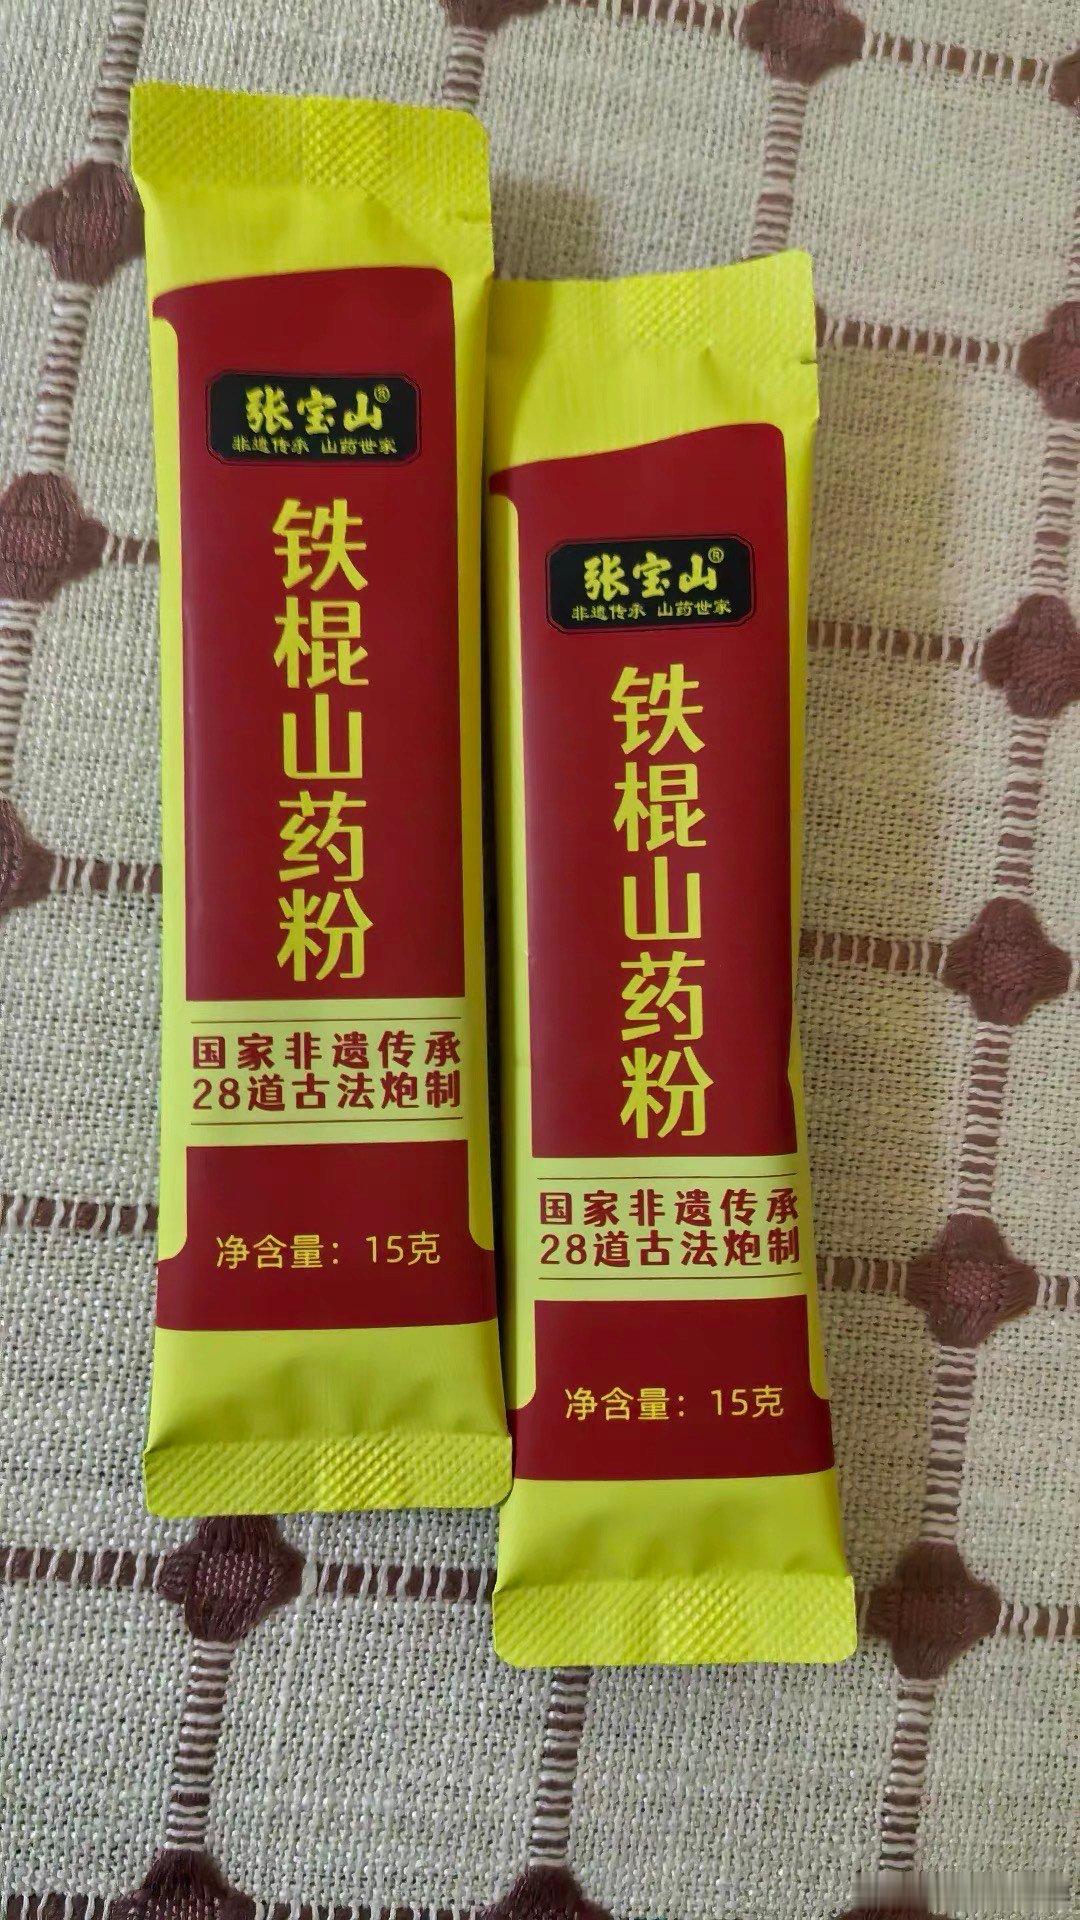 张宝山®
非遗传承 山药世家
铁棍山药粉
国家非遗传承
28道古法炮制
净含量：15克
张宝山®
非遗传承 山药世家
铁棍山药粉
国家非遗传承
28道古法炮制
净含量：15克